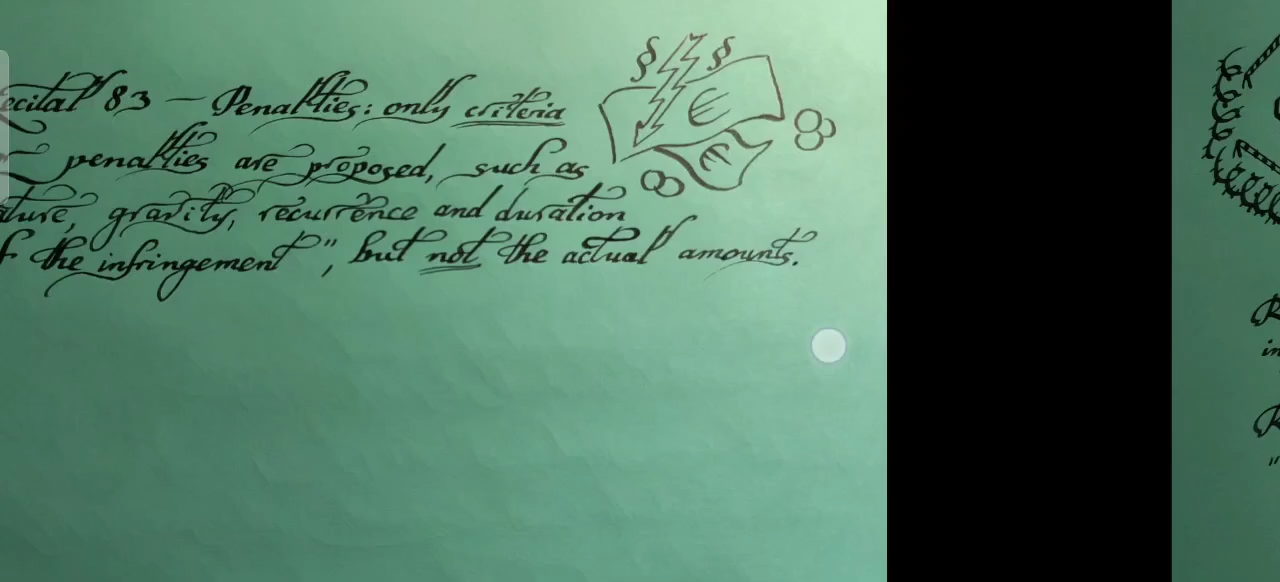 ecital 83 — Penalties: only criteria
penalties are proposed, such as
ature, gravity, recurrence and duration
f the infringement", but not the actual amounts.
§ §
€
€
R
in
R
"